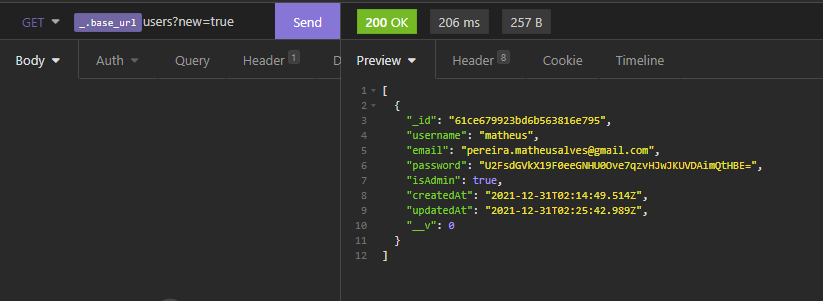 GET _.base_url users?new=true Send 200 OK 206 ms 257 B
Body Auth Query Header 1 D Preview Header 8 Cookie Timeline
1 [
2 {
3 "_id": "61ce679923bd6b563816e795",
4 "username": "matheus",
5 "email": "pereira.matheusalves@gmail.com",
6 "password": "U2FsdGVkX19F0eeGNHU0Ove7qzvHJwJKUVDAimQtHBE=",
7 "isAdmin": true,
8 "createdAt": "2021-12-31T02:14:49.514Z",
9 "updatedAt": "2021-12-31T02:25:42.989Z",
10 "__v": 0
11 }
12 ]